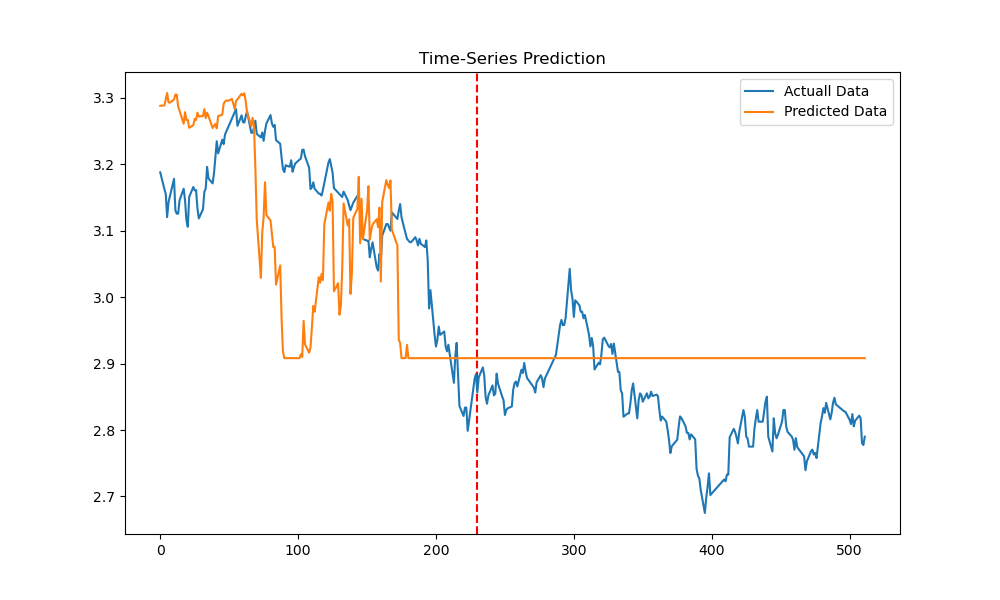 Time-Series Prediction
Actuall Data
Predicted Data
3.3
3.2
3.1
3.0
2.9
2.8
2.7
0 100 200 300 400 500